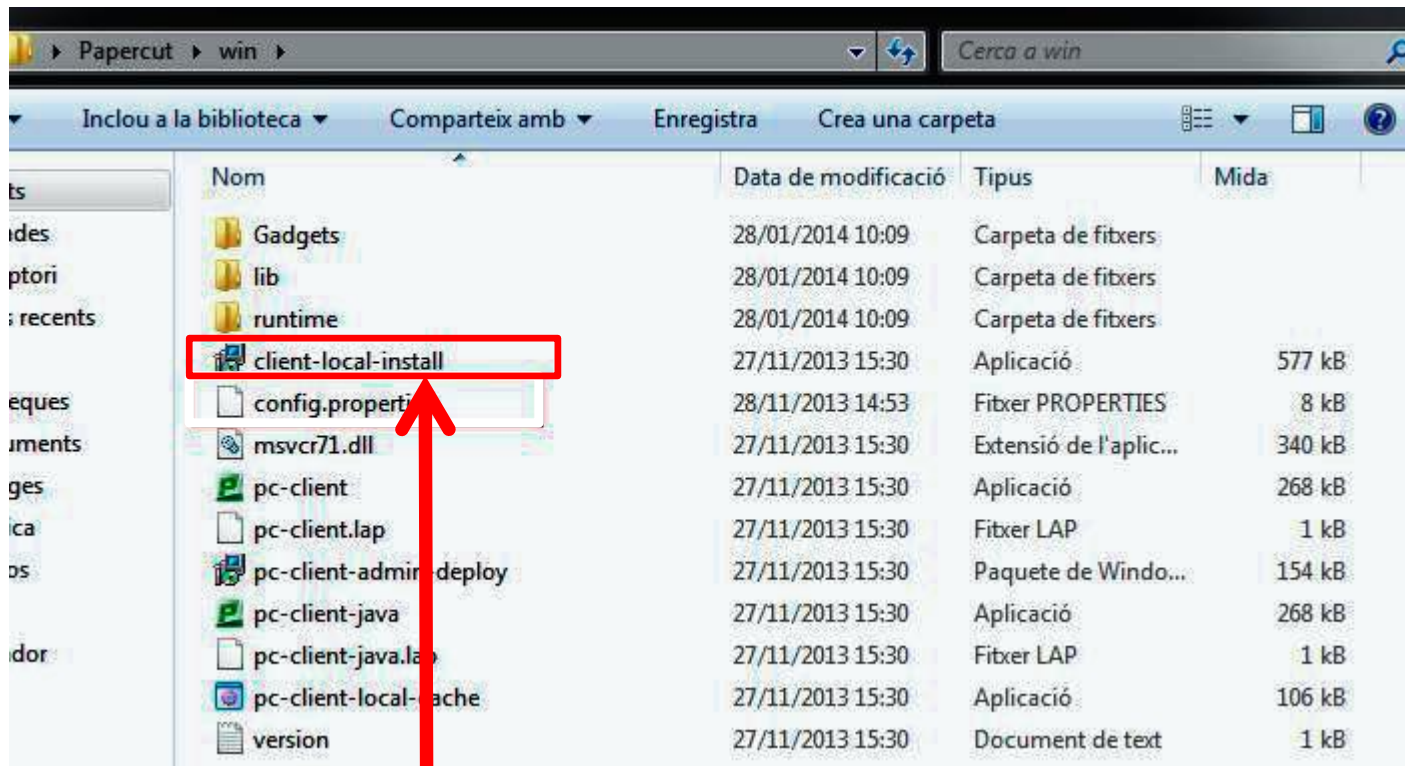 Papercut win Cerca a win
Inclou a la biblioteca Comparteix amb Enregistra Crea una carpeta
Nom Data de modificació Tipus Mida
ts
ides Gadgets 28/01/2014 10:09 Carpeta de fitxers
ptori lib 28/01/2014 10:09 Carpeta de fitxers
s recents runtime 28/01/2014 10:09 Carpeta de fitxers
client-local-install 27/11/2013 15:30 Aplicació 577 kB
eques config.properti 28/11/2013 14:53 Fitxer PROPERTIES 8 kB
uments msvcr71.dll 27/11/2013 15:30 Extensió de l'aplic... 340 kB
ges pc-client 27/11/2013 15:30 Aplicació 268 kB
ica pc-client.lap 27/11/2013 15:30 Fitxer LAP 1 kB
os pc-client-admin-deploy 27/11/2013 15:30 Paquete de Windo... 154 kB
pc-client-java 27/11/2013 15:30 Aplicació 268 kB
ador pc-client-java.lap 27/11/2013 15:30 Fitxer LAP 1 kB
pc-client-local-cache 27/11/2013 15:30 Aplicació 106 kB
version 27/11/2013 15:30 Document de text 1 kB